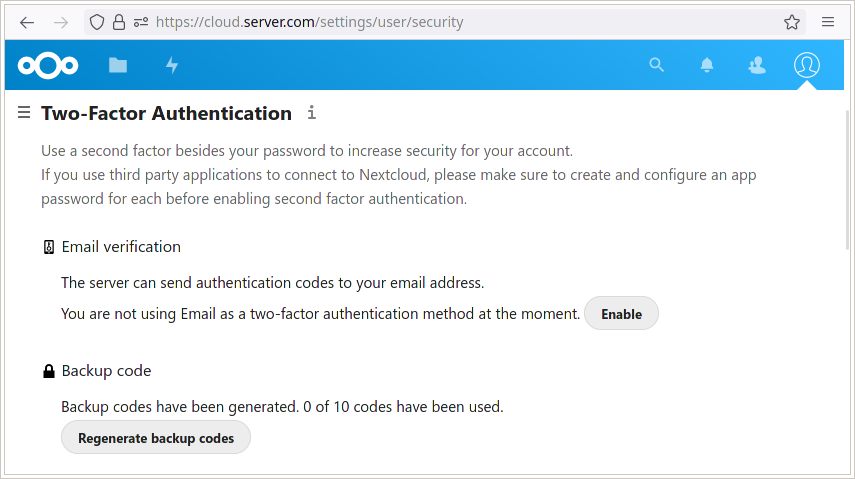 https://cloud.server.com/settings/user/security
Two-Factor Authentication
Use a second factor besides your password to increase security for your account.
If you use third party applications to connect to Nextcloud, please make sure to create and configure an app
password for each before enabling second factor authentication.
Email verification
The server can send authentication codes to your email address.
You are not using Email as a two-factor authentication method at the moment. Enable
Backup code
Backup codes have been generated. 0 of 10 codes have been used.
Regenerate backup codes